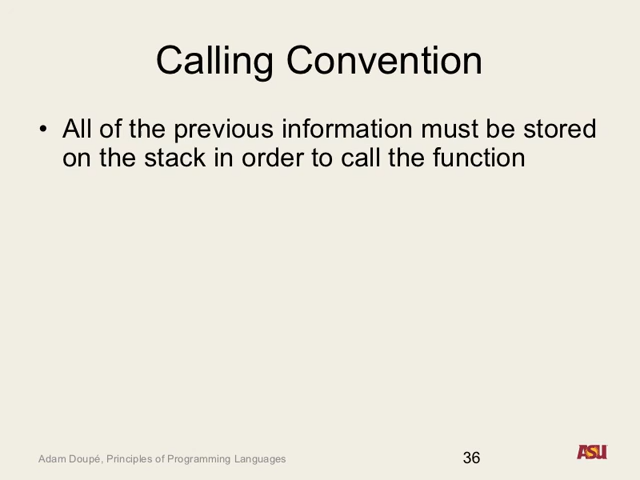 Calling Convention
• All of the previous information must be stored
on the stack in order to call the function
Adam Doupé, Principles of Programming Languages
36
ASU